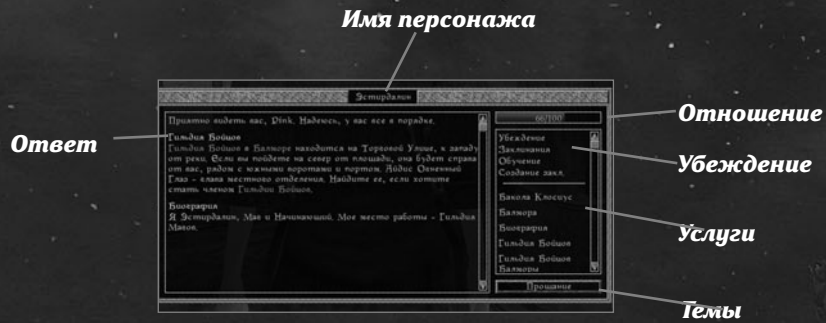 Имя персонажа
Эстирдалин
Приятно видеть вас, Pink. Надеюсь, у вас все в порядке.
66/100
Отношение
Ответ
Гильдия Бойцов
Гильдия Бойцов в Балморе находится на Торговой Улице, к западу
от реки. Если вы пойдете на север от площади, она будет справа
от вас, рядом с южными воротами и портом. Айдис Огненный
Глаз - глава местного отделения. Найдите ее, если хотите
стать членом Гильдии Бойцов.
Биография
Я Эстирдалин, Маг и Начинающий. Мое место работы - Гильдия
Магов.
Убеждение
Заклинания
Обучение
Создание закл.
Убеждение
Бакола Клосиус
Балмора
Биография
Гильдия Бойцов
Гильдия Бойцов
Балморы
Услуги
Прощание
Темы